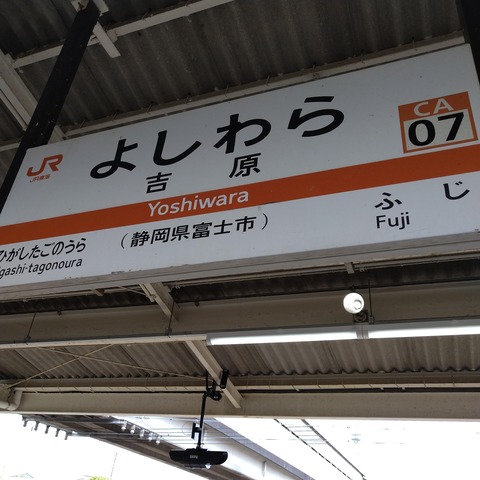 JR
JR東海
よしわら
吉原
Yoshiwara
(静岡県富士市)
CA
07
ひがしたごのうら
gashi-tagonoura
ふじ
Fuji